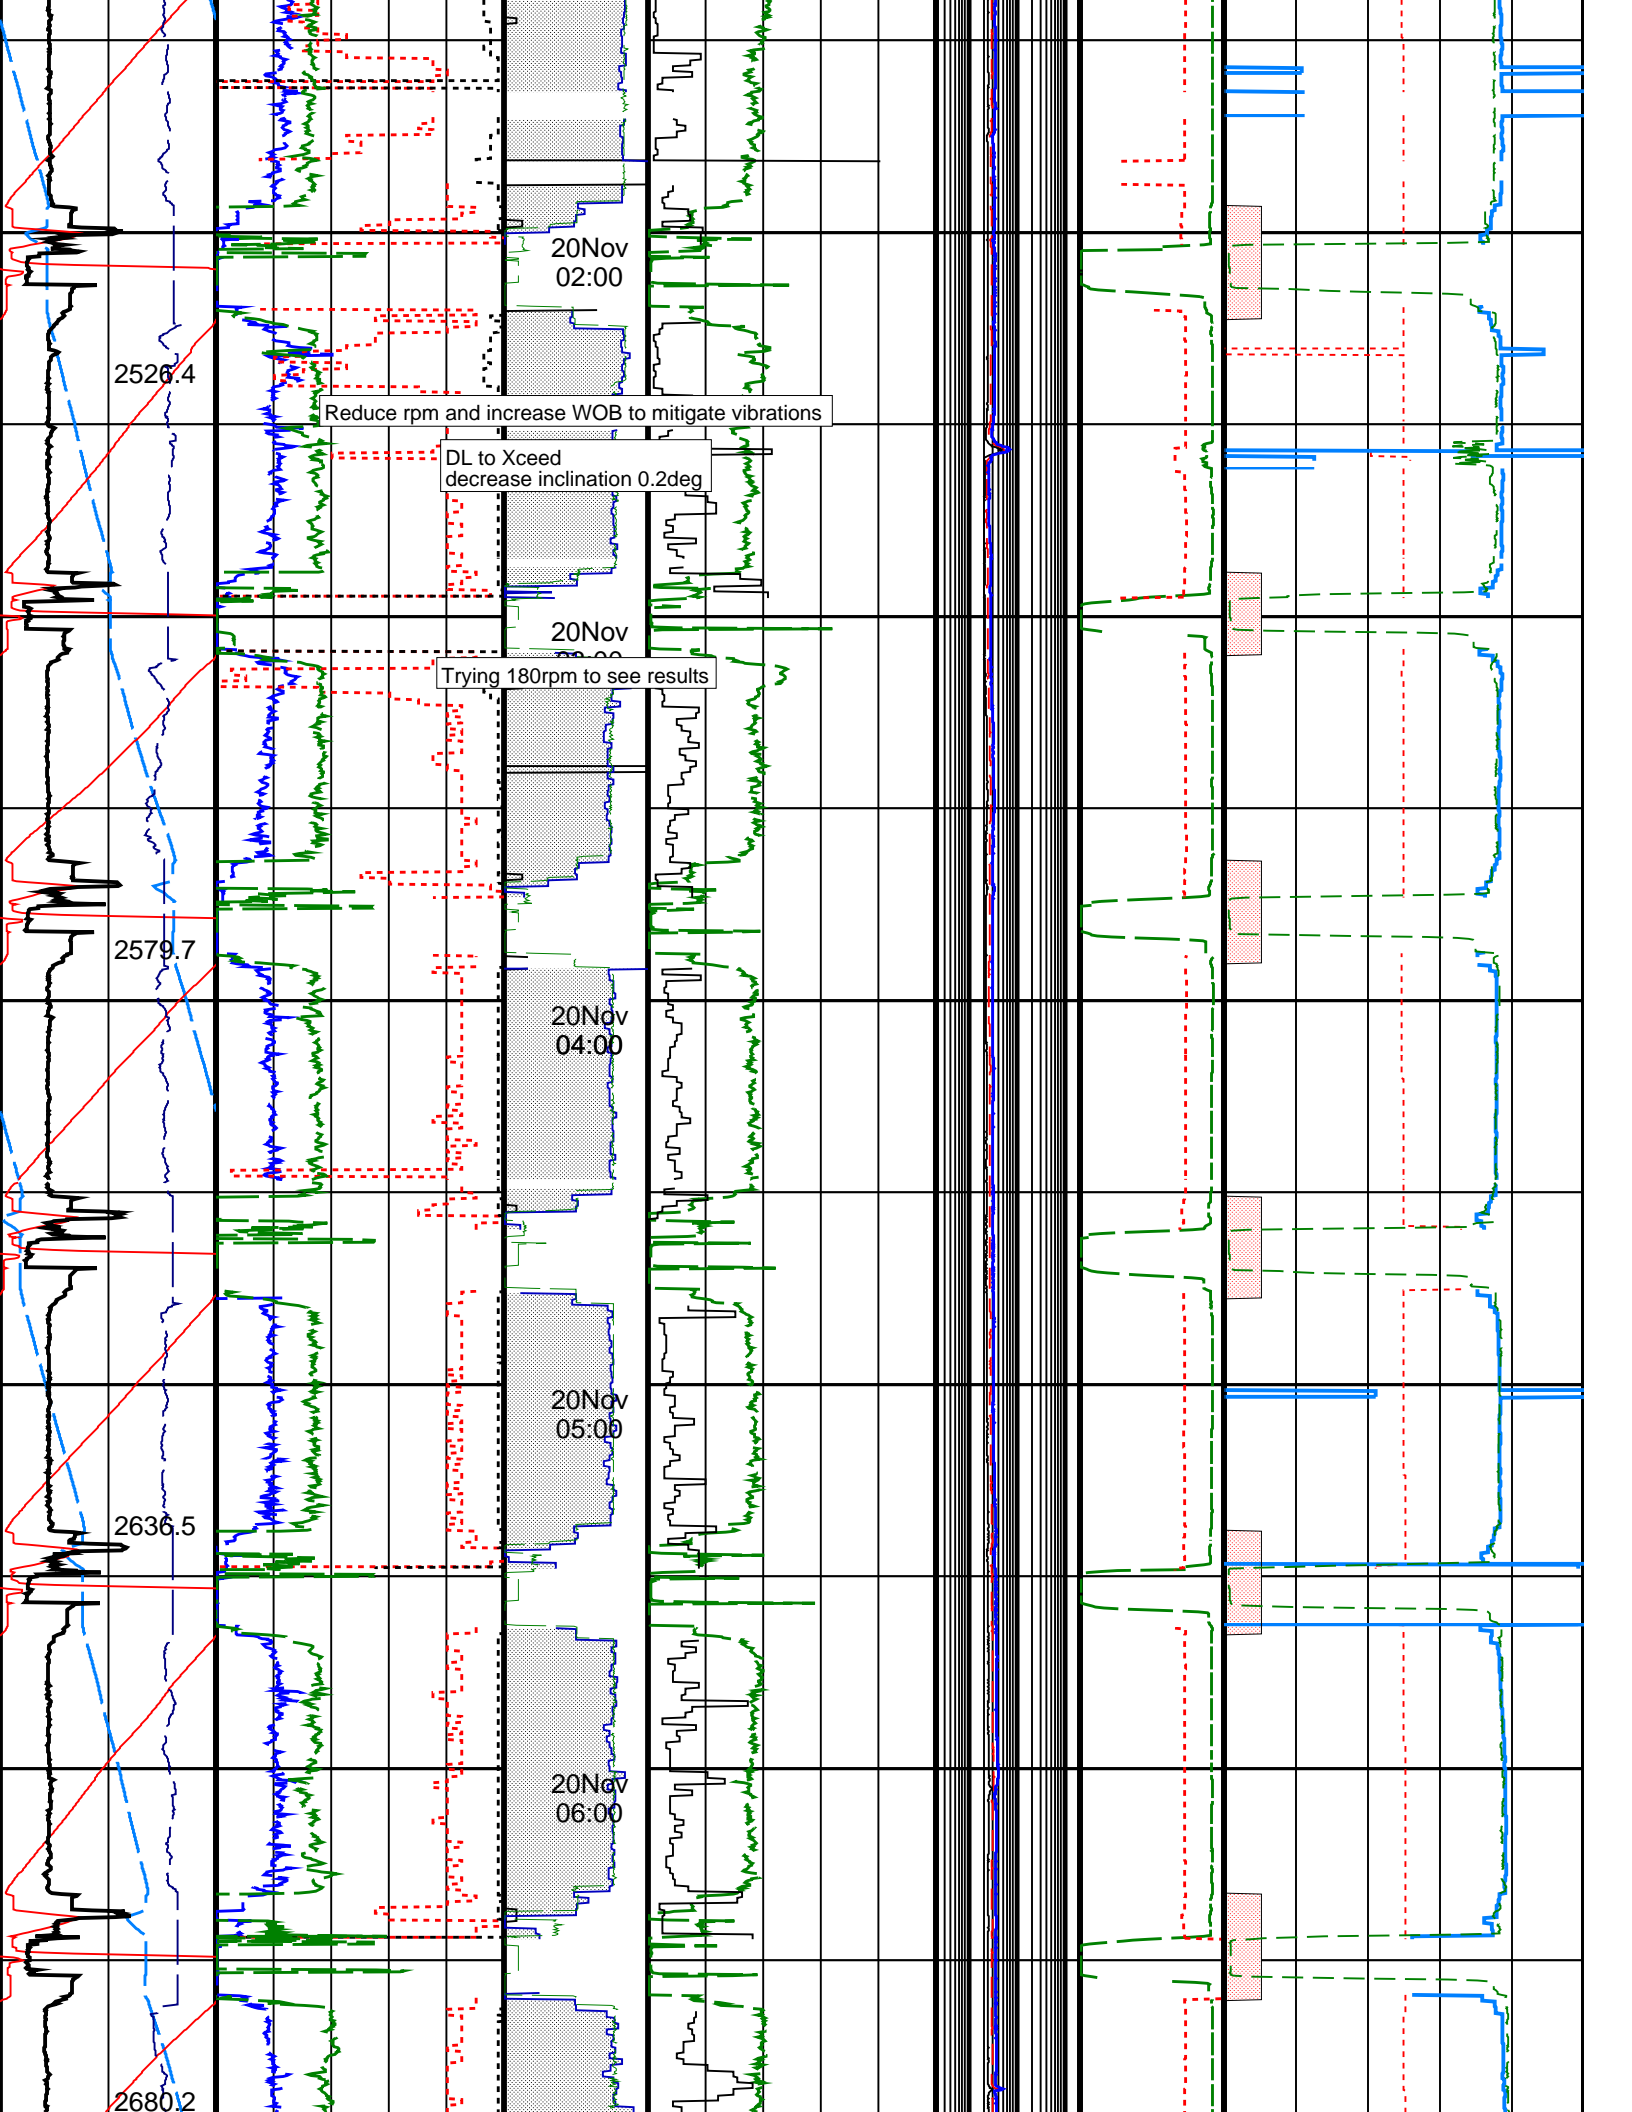 20Nov
02:00
2526.4
Reduce rpm and increase WOB to mitigate vibrations
DL to Xceed
decrease inclination 0.2deg
20Nov
Trying 180rpm to see results
2579.7
20Nov
04:00
20Nov
05:00
2636.5
20Nov
06:00
2680.2